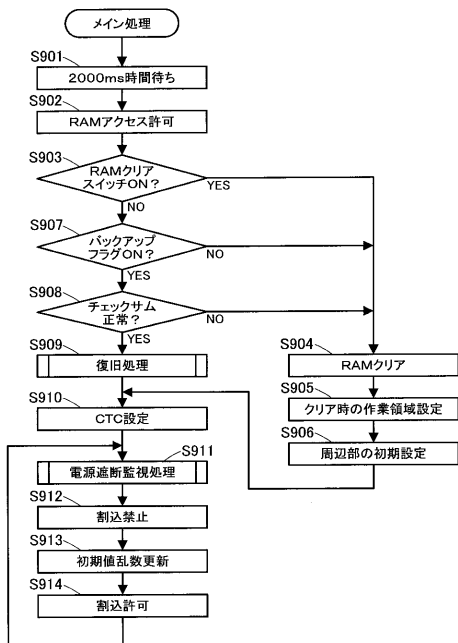 メイン処理
S901
2000ms時間待ち
S902
RAMアクセス許可
S903
RAMクリア
スイッチON?
YES
NO
S907
バックアップ
フラグON?
NO
YES
S908
チェックサム
正常?
NO
YES
S909
復旧処理
S904
RAMクリア
S905
クリア時の作業領域設定
S906
周辺部の初期設定
S910
CTC設定
S911
電源遮断監視処理
S912
割込禁止
S913
初期値乱数更新
S914
割込許可